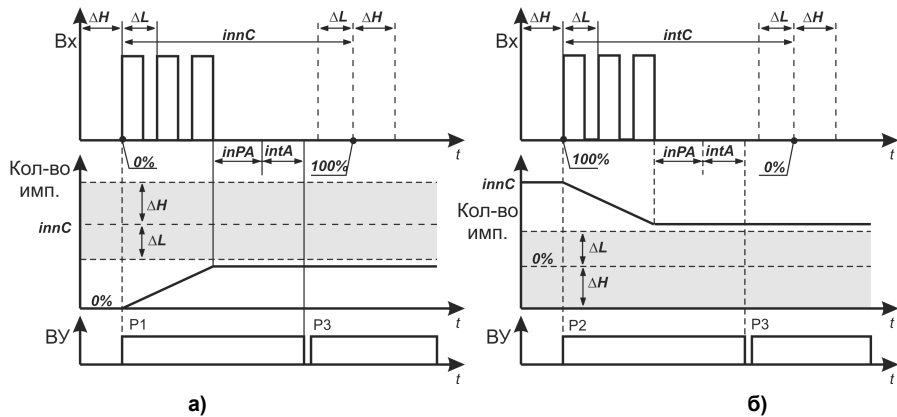 ΔH ΔL ΔL ΔH
innC
Вх
t
inPA intA
0%
100%
Кол-во
имп.
ΔH
innC
ΔL
0%
t
ВУ
P1 P3
t
а)
ΔH ΔL ΔL ΔH
intC
Вх
t
inPA intA
100%
0%
innC
Кол-во
имп.
ΔL
0%
ΔH
t
ВУ
P2 P3
t
б)